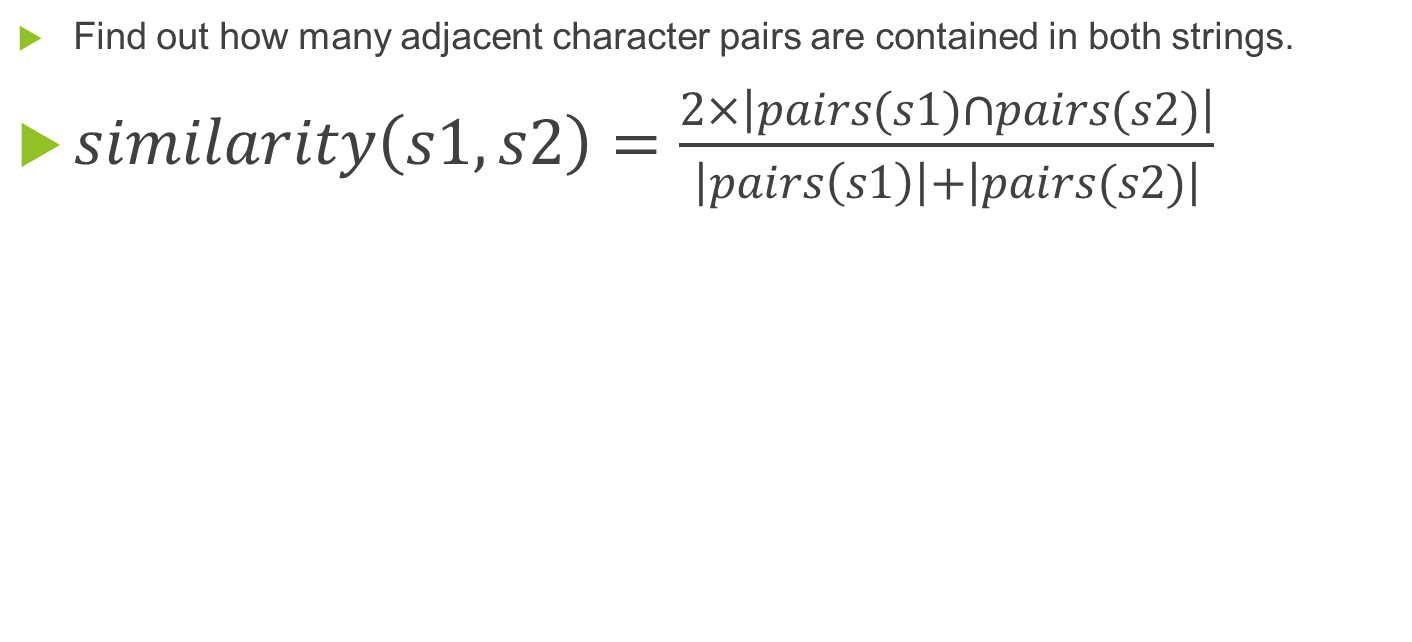 Find out how many adjacent character pairs are contained in both strings.
similarity(s1, s2) = 2×|pairs(s1)∩pairs(s2)| / |pairs(s1)|+|pairs(s2)|